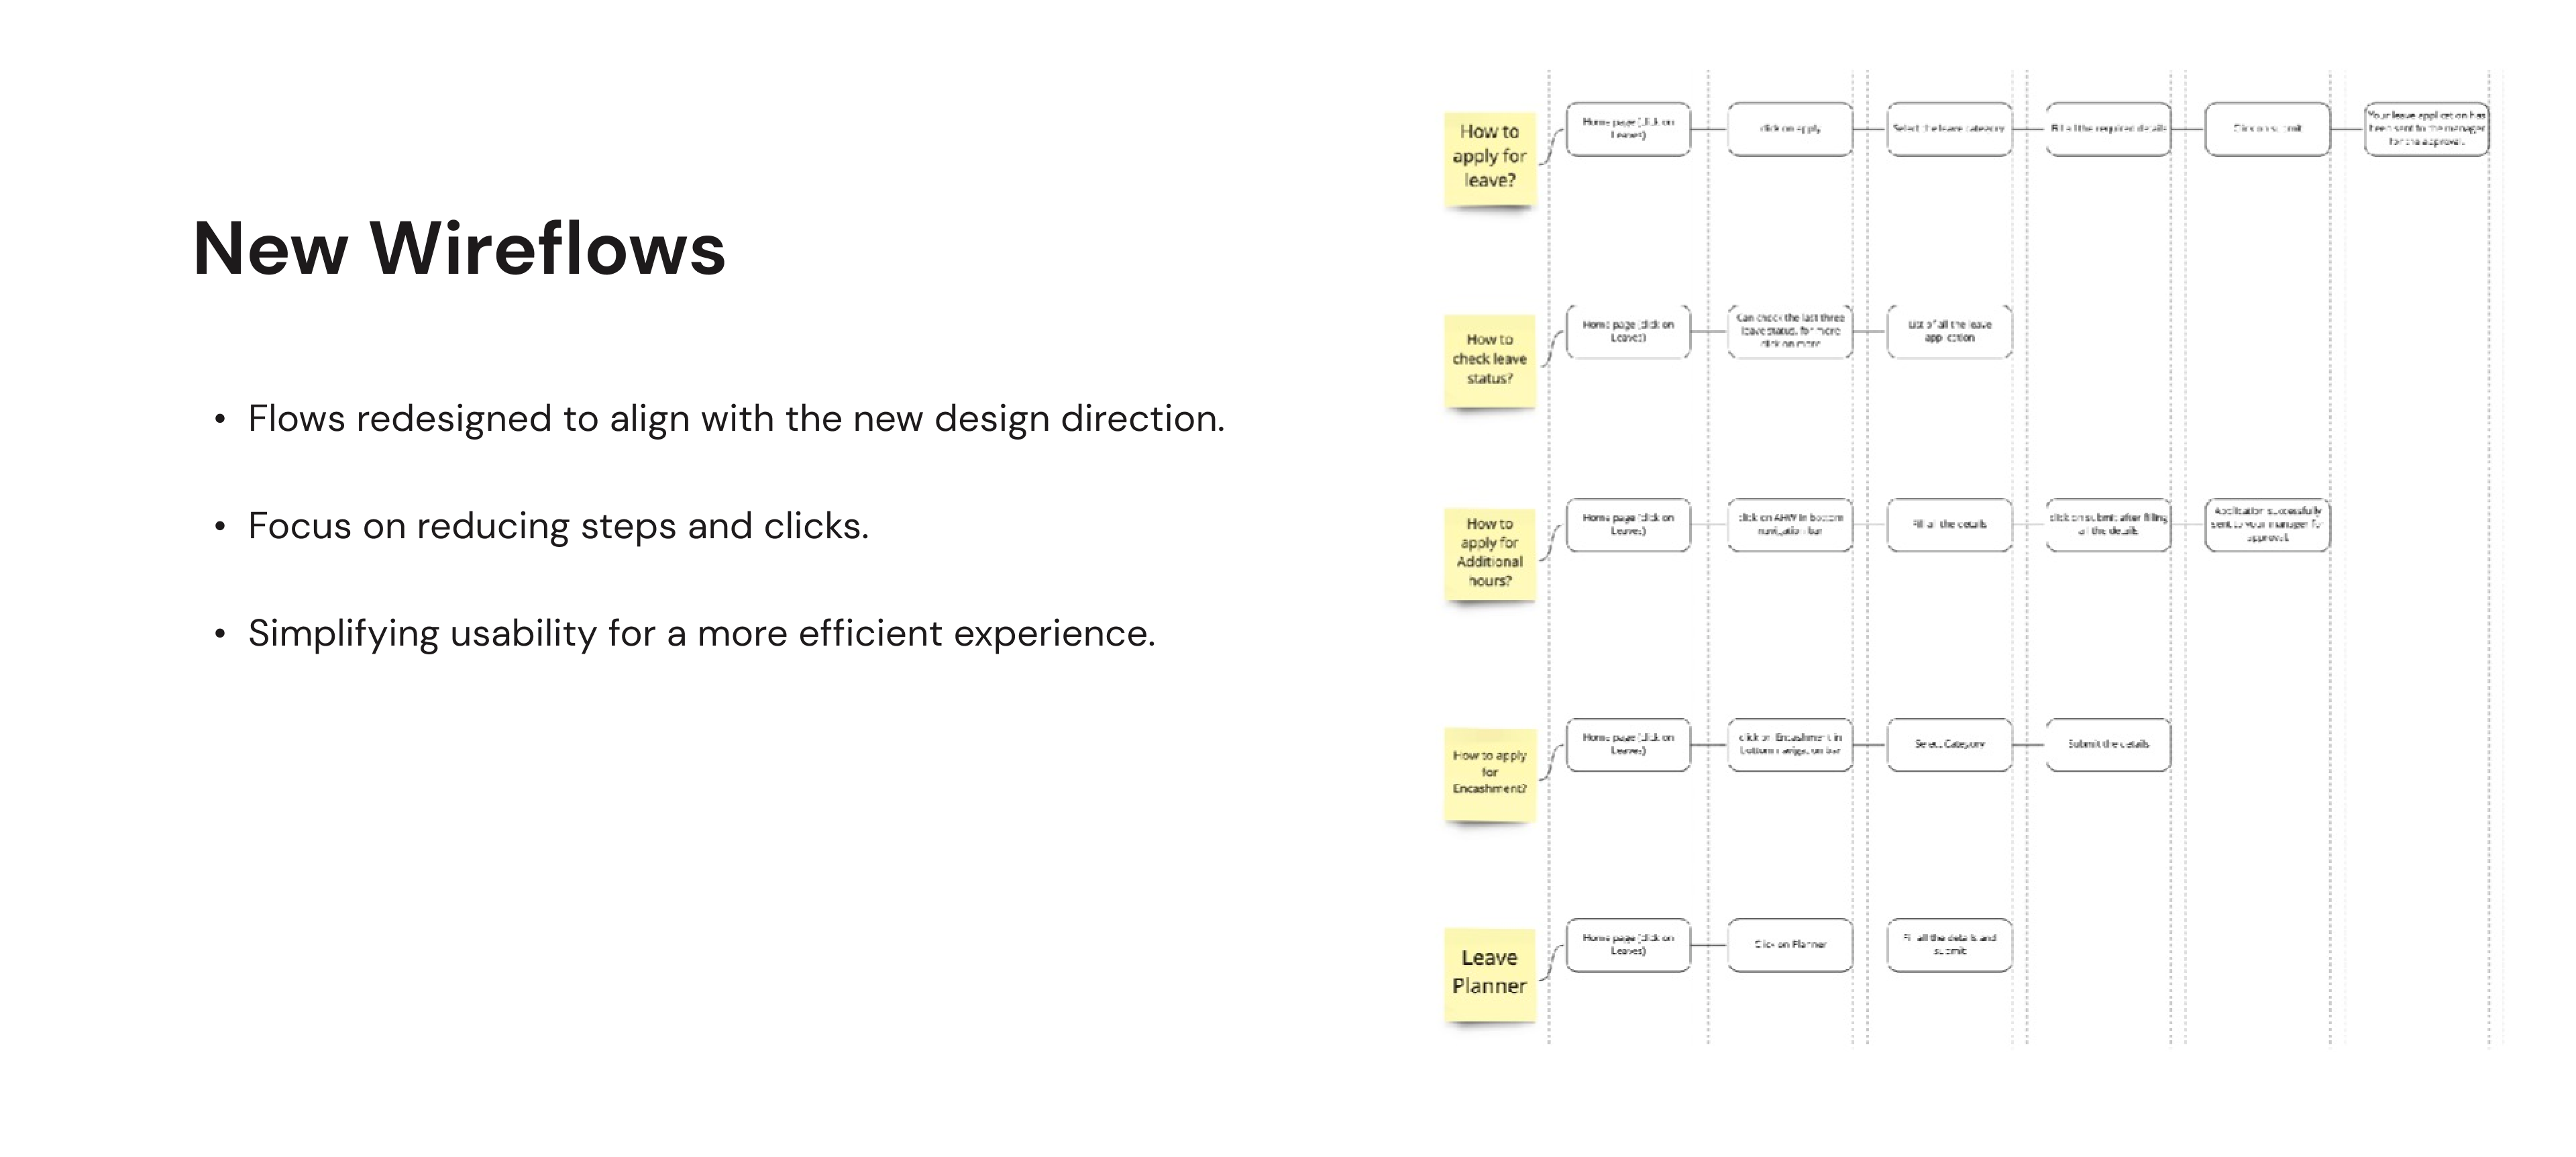 New Wireflows
• Flows redesigned to align with the new design direction.
• Focus on reducing steps and clicks.
• Simplifying usability for a more efficient experience.
How to
apply for
leave?
Home page (click on
Leaves)
click on apply
Select the leave category
Fill all the required details
Click on submit
Your leave application has
been sent to the manager
for the approval.
How to
check leave
status?
Home page (click on
Leaves)
Can check the last three
leave status, for more
click on more
List of all the leave
application
How to
apply for
Additional
hours?
Home page (click on
Leaves)
click on AHW in bottom
navigation bar
Fill all the details
click on submit after filling
all the details
Application successfully
sent to your manager for
approval.
How to apply
for
Encashment?
Home page (click on
Leaves)
click on Encashment in
bottom navigation bar
Select Category
Submit the details
Leave
Planner
Home page (click on
Leaves)
Click on Planner
Fill all the details and
submit